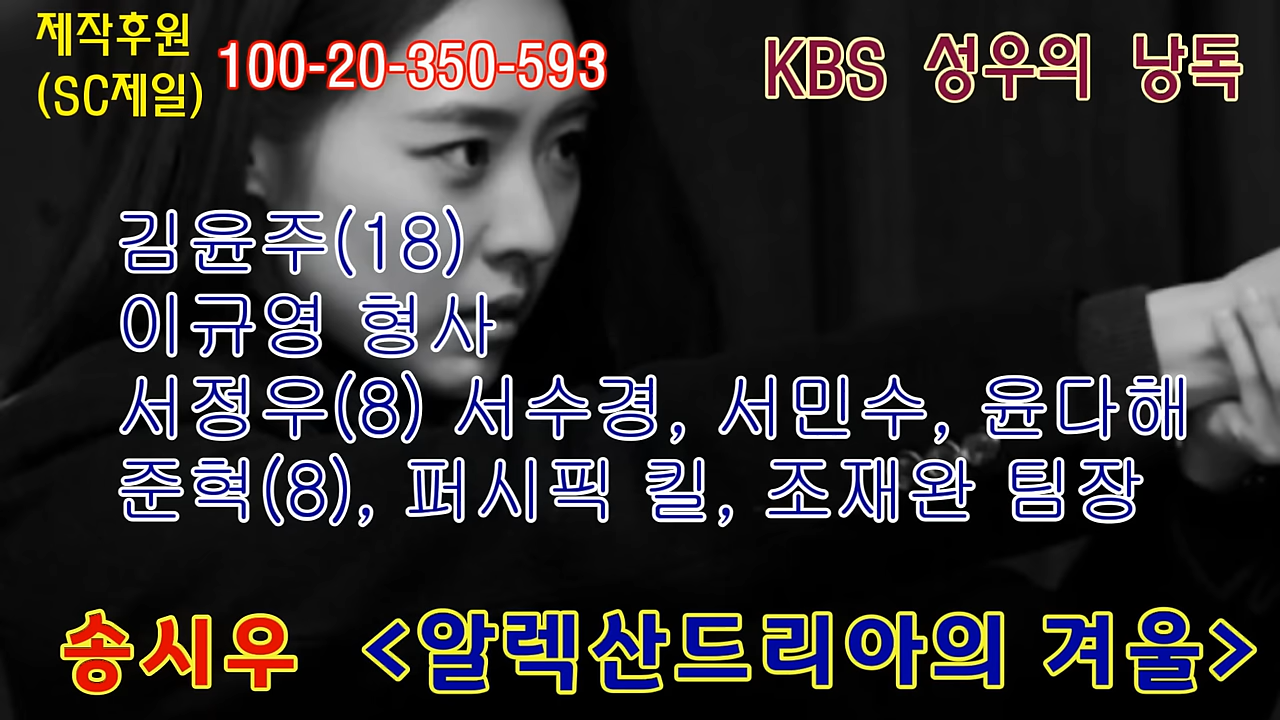 제작후원
(SC제일)
100-20-350-593
KBS 성우의 낭독
김윤주(18)
이규영 형사
서정우(8) 서수경, 서민수, 윤다해
준혁(8), 퍼시픽 킬, 조재완 팀장
송시우 <알렉산드리아의 겨울>